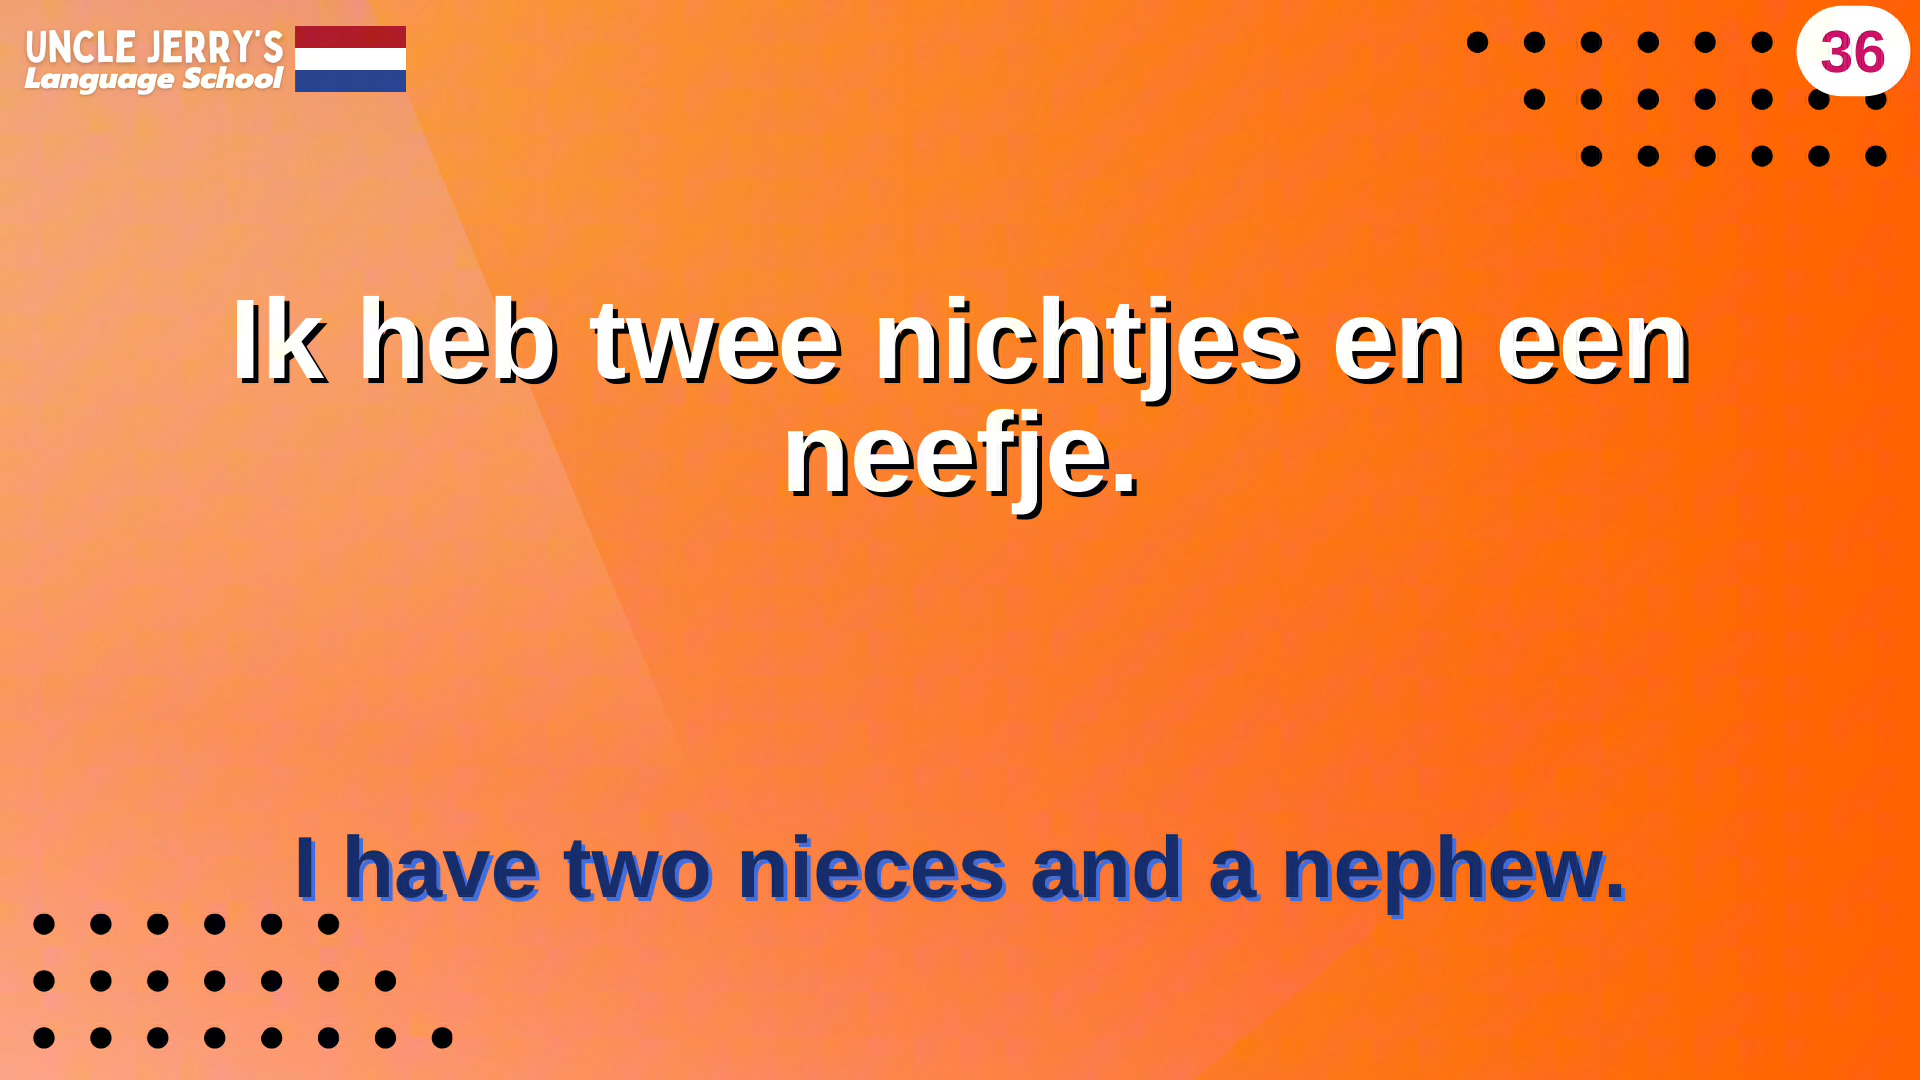 UNCLE JERRY'S
Language School
36
Ik heb twee nichtjes en een
neefje.
I have two nieces and a nephew.